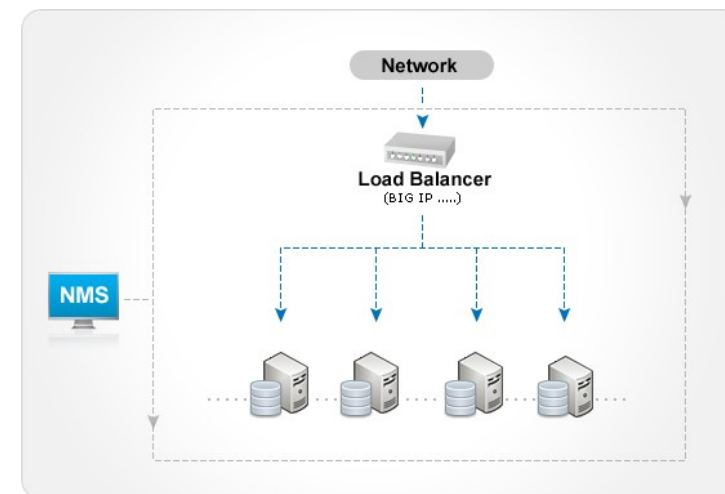 Network
Load Balancer
(BIG IP .....)
NMS